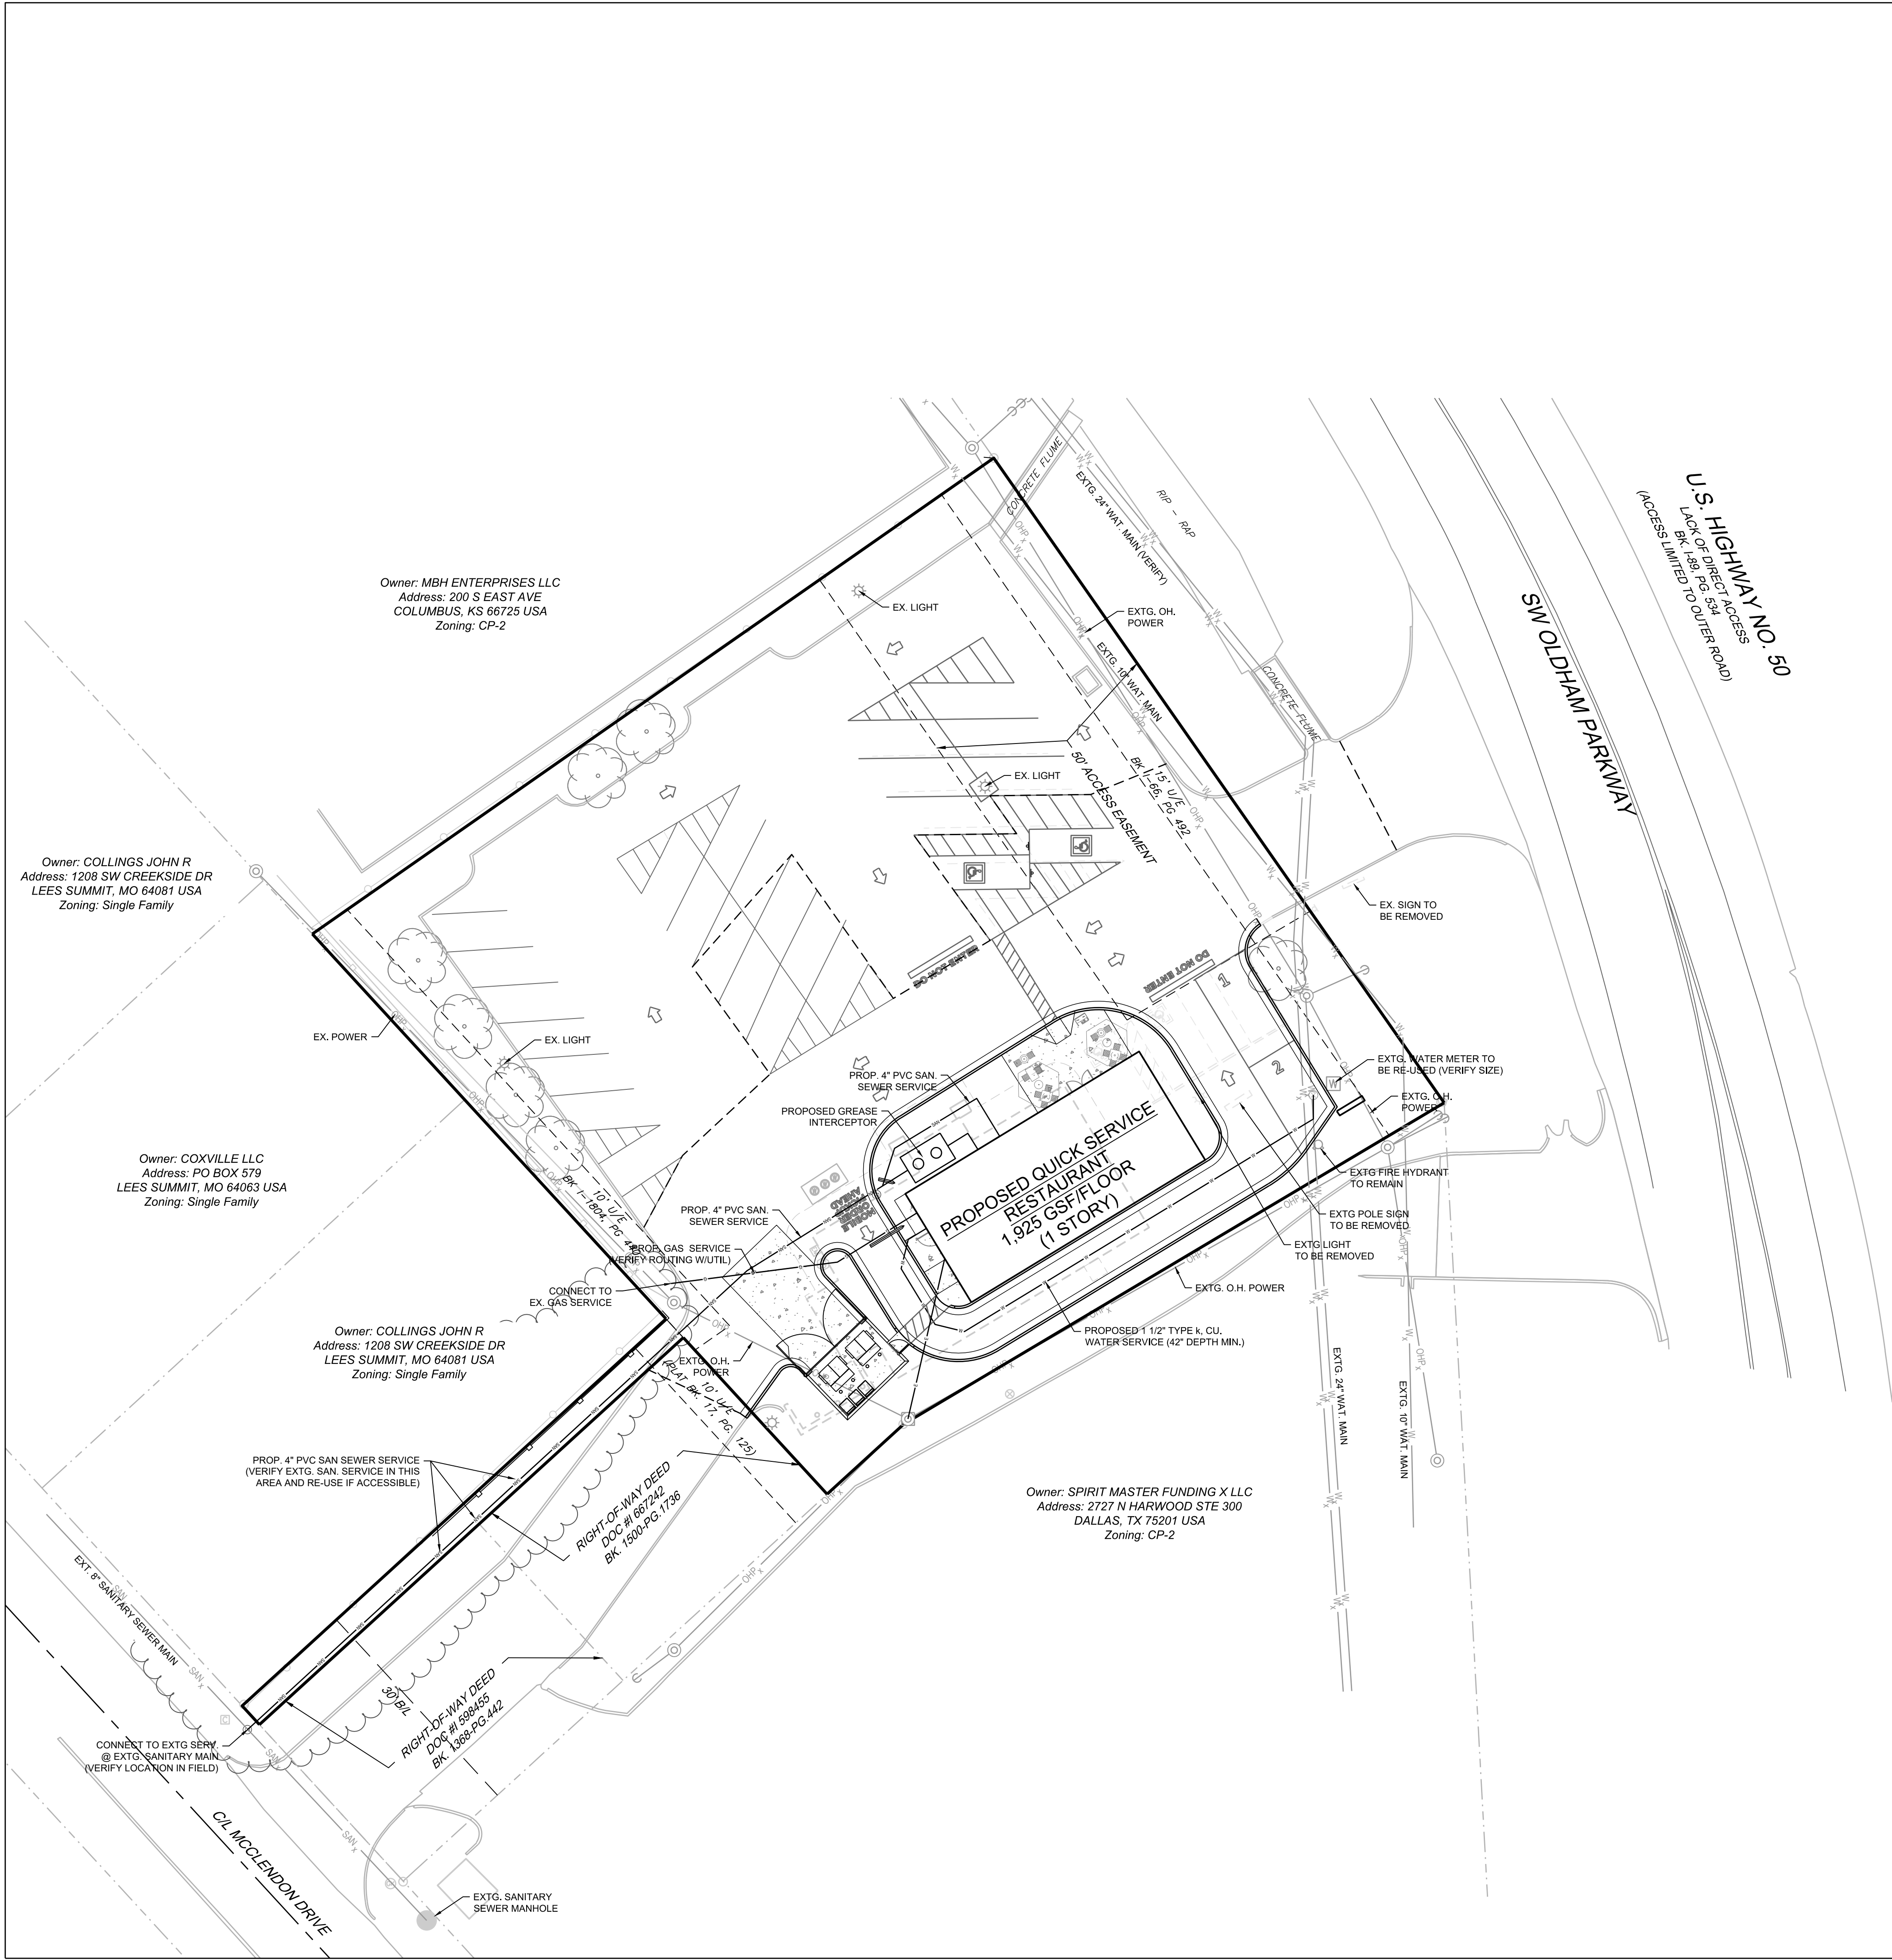 U.S. HIGHWAY NO. 50
LACK OF DIRECT ACCESS
BK. I-89, PG. 534
(ACCESS LIMITED TO OUTER ROAD)
SW OLDHAM PARKWAY
CONCRETE FLUME
EXTG. 24" WAT. MAIN (VERIFY)
RIP - RAP
Owner: MBH ENTERPRISES LLC
Address: 200 S EAST AVE
COLUMBUS, KS 66725 USA
Zoning: CP-2
EX. LIGHT
EXTG. OH.
POWER
EXTG. 10" WAT. MAIN
CONCRETE FLUME
EX. LIGHT
50' ACCESS EASEMENT
15' U/E
BK I-66, PG 492
Owner: COLLINGS JOHN R
Address: 1208 SW CREEKSIDE DR
LEES SUMMIT, MO 64081 USA
Zoning: Single Family
EX. SIGN TO
BE REMOVED
DO NOT ENTER
1
2
EX. POWER
EX. LIGHT
EXTG. WATER METER TO
BE RE-USED (VERIFY SIZE)
W
EXTG. O.H.
POWER
PROP. 4" PVC SAN.
SEWER SERVICE
PROPOSED GREASE
INTERCEPTOR
PROPOSED QUICK SERVICE
RESTAURANT
1,925 GSF/FLOOR
(1 STORY)
Owner: COXVILLE LLC
Address: PO BOX 579
LEES SUMMIT, MO 64063 USA
Zoning: Single Family
EXTG FIRE HYDRANT
TO REMAIN
10' U/E
BK I-1804, PG
MOBILE
ORDER
AHEAD
PROP. 4" PVC SAN.
SEWER SERVICE
EXTG POLE SIGN
TO BE REMOVED
PROP. GAS SERVICE
(VERIFY ROUTING W/UTIL)
EXTG LIGHT
TO BE REMOVED
CONNECT TO
EX. GAS SERVICE
EXTG. O.H. POWER
Owner: COLLINGS JOHN R
Address: 1208 SW CREEKSIDE DR
LEES SUMMIT, MO 64081 USA
Zoning: Single Family
PROPOSED 1 1/2" TYPE k, CU.
WATER SERVICE (42" DEPTH MIN.)
EXTG. O.H.
POWER
10' U/E
(PLAT BK. 17, PG. 125)
EXTG. 24" WAT. MAIN
EXTG. 10" WAT. MAIN
PROP. 4" PVC SAN SEWER SERVICE
(VERIFY EXTG. SAN. SERVICE IN THIS
AREA AND RE-USE IF ACCESSIBLE)
RIGHT-OF-WAY DEED
DOC #I 667242
BK. 1500-PG.1736
Owner: SPIRIT MASTER FUNDING X LLC
Address: 2727 N HARWOOD STE 300
DALLAS, TX 75201 USA
Zoning: CP-2
EXT. 8" SANITARY SEWER MAIN
30' B/L
RIGHT-OF-WAY DEED
DOC #I 598455
BK. 1368-PG.442
CONNECT TO EXTG SERV.
@ EXTG. SANITARY MAIN
(VERIFY LOCATION IN FIELD)
C/L MCCLENDON DRIVE
EXTG. SANITARY
SEWER MANHOLE